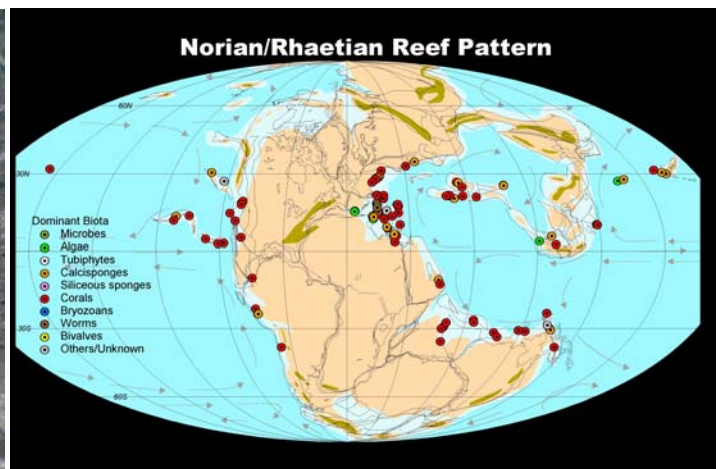 Norian/Rhaetian Reef Pattern
60N
30N
Dominant Biota
Microbes
Algae
Tubiphytes
Calcisponges
Siliceous sponges
Corals
Bryozoans
Worms
Bivalves
Others/Unknown
30S
60S